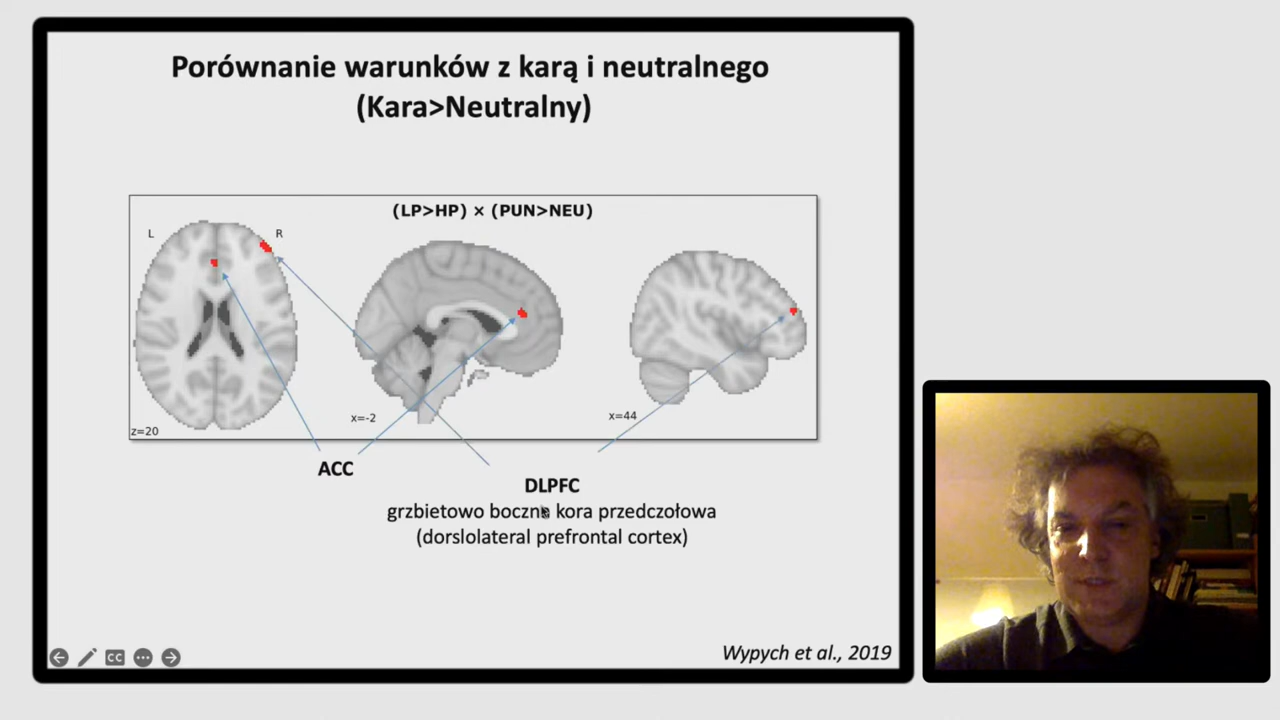 Porównanie warunków z karą i neutralnego
(Kara>Neutralny)
(LP>HP) × (PUN>NEU)
L
R
x=-2
x=44
z=20
ACC
DLPFC
grzbietowo boczna kora przedczołowa
(dorslolateral prefrontal cortex)
Wypych et al., 2019
CC